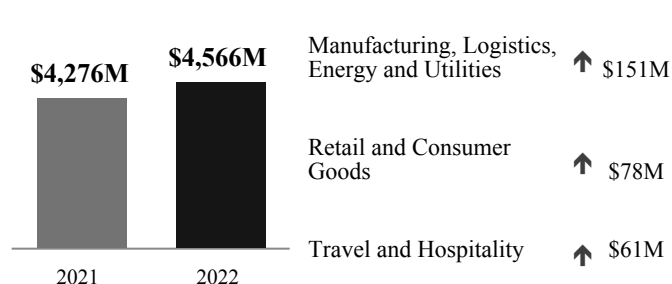 $4,276M
$4,566M
2021
2022
Manufacturing, Logistics,
Energy and Utilities
$151M
Retail and Consumer
Goods
$78M
Travel and Hospitality
$61M